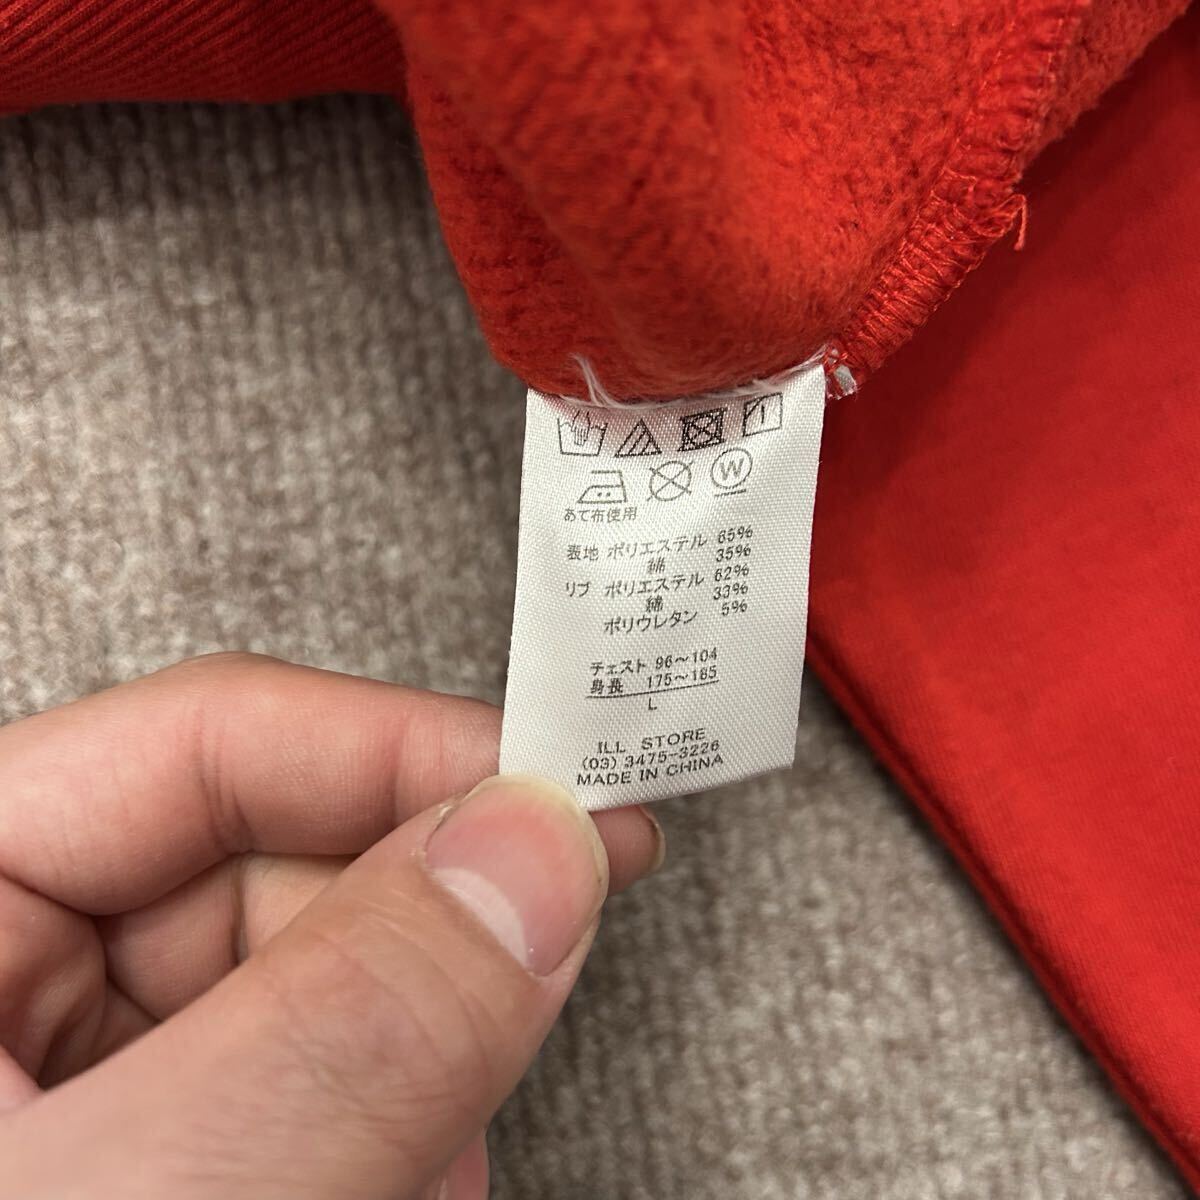 W
あて布使用
表地 ポリエステル 65%
綿 35%
リブ ポリエステル 62%
綿 33%
ポリウレタン 5%
チェスト 96～104
身長 175～185
L
ILL STORE
(03) 3475-3226
MADE IN CHINA